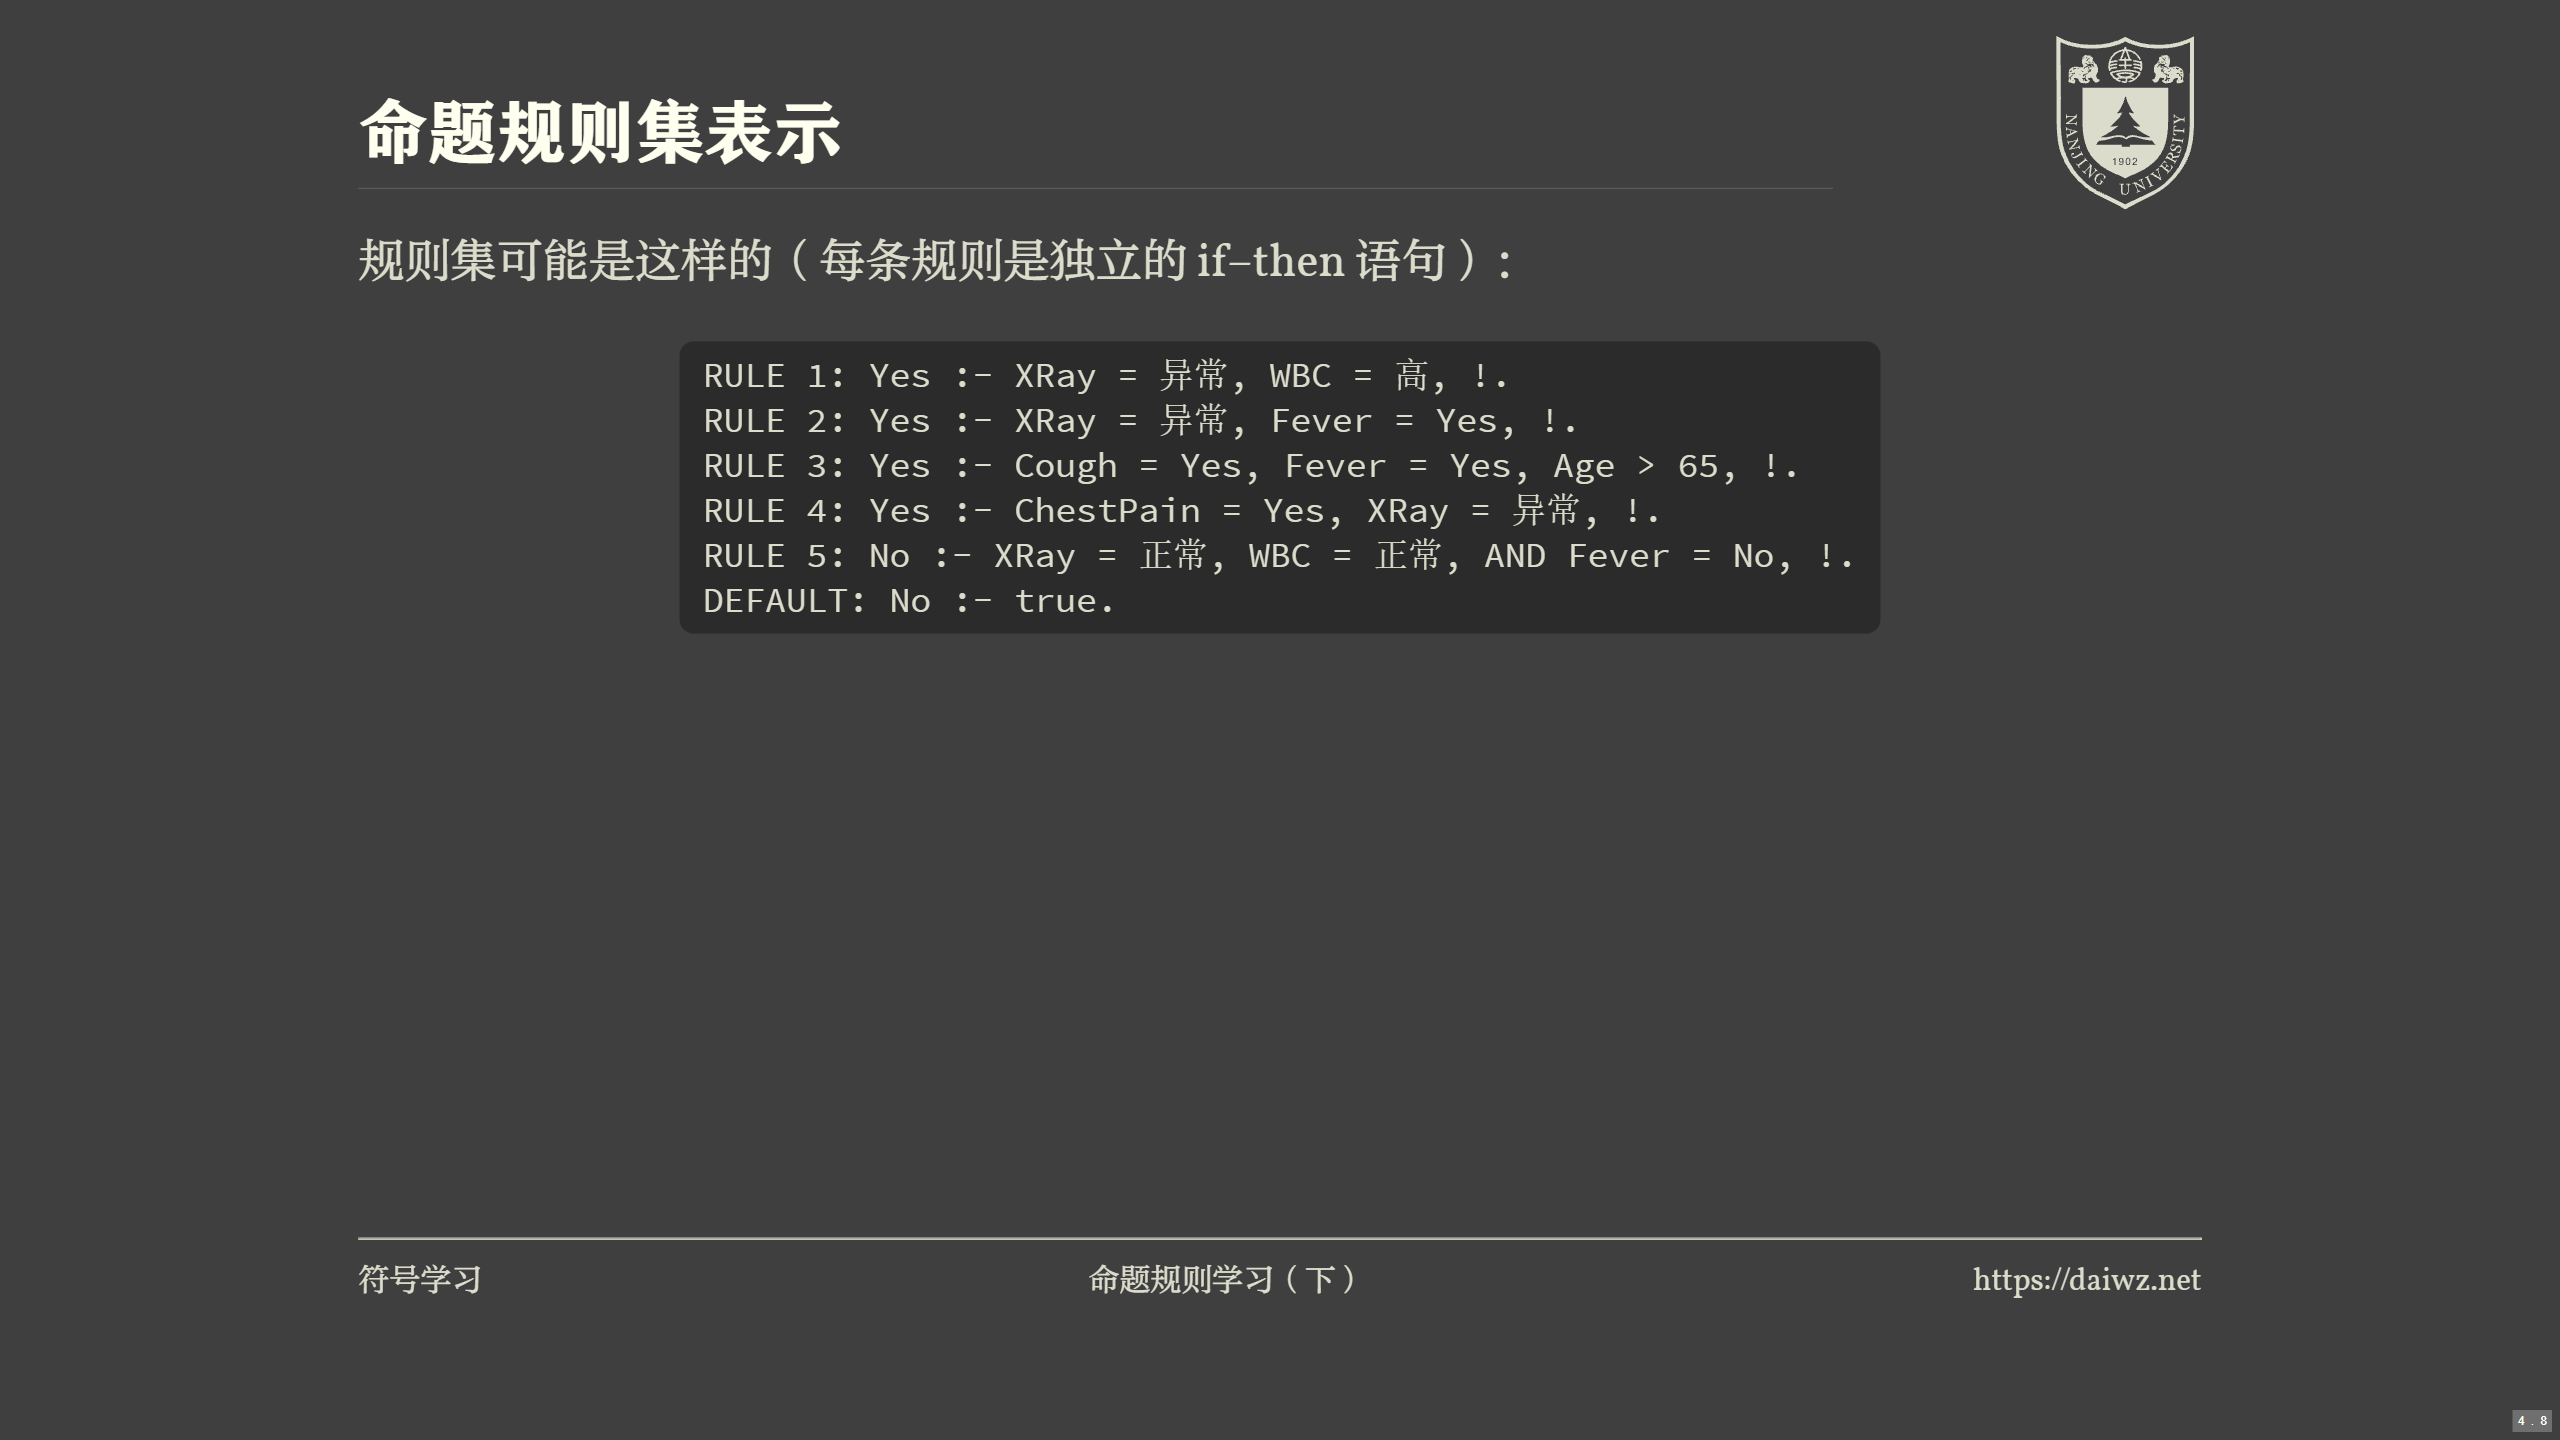 命题规则集表示
NANJING UNIVERSITY
1902
规则集可能是这样的（每条规则是独立的 if–then 语句）：
RULE 1: Yes :- XRay = 异常, WBC = 高, !.
RULE 2: Yes :- XRay = 异常, Fever = Yes, !.
RULE 3: Yes :- Cough = Yes, Fever = Yes, Age > 65, !.
RULE 4: Yes :- ChestPain = Yes, XRay = 异常, !.
RULE 5: No :- XRay = 正常, WBC = 正常, AND Fever = No, !.
DEFAULT: No :- true.
符号学习
命题规则学习（下）
https://daiwz.net
4 . 8